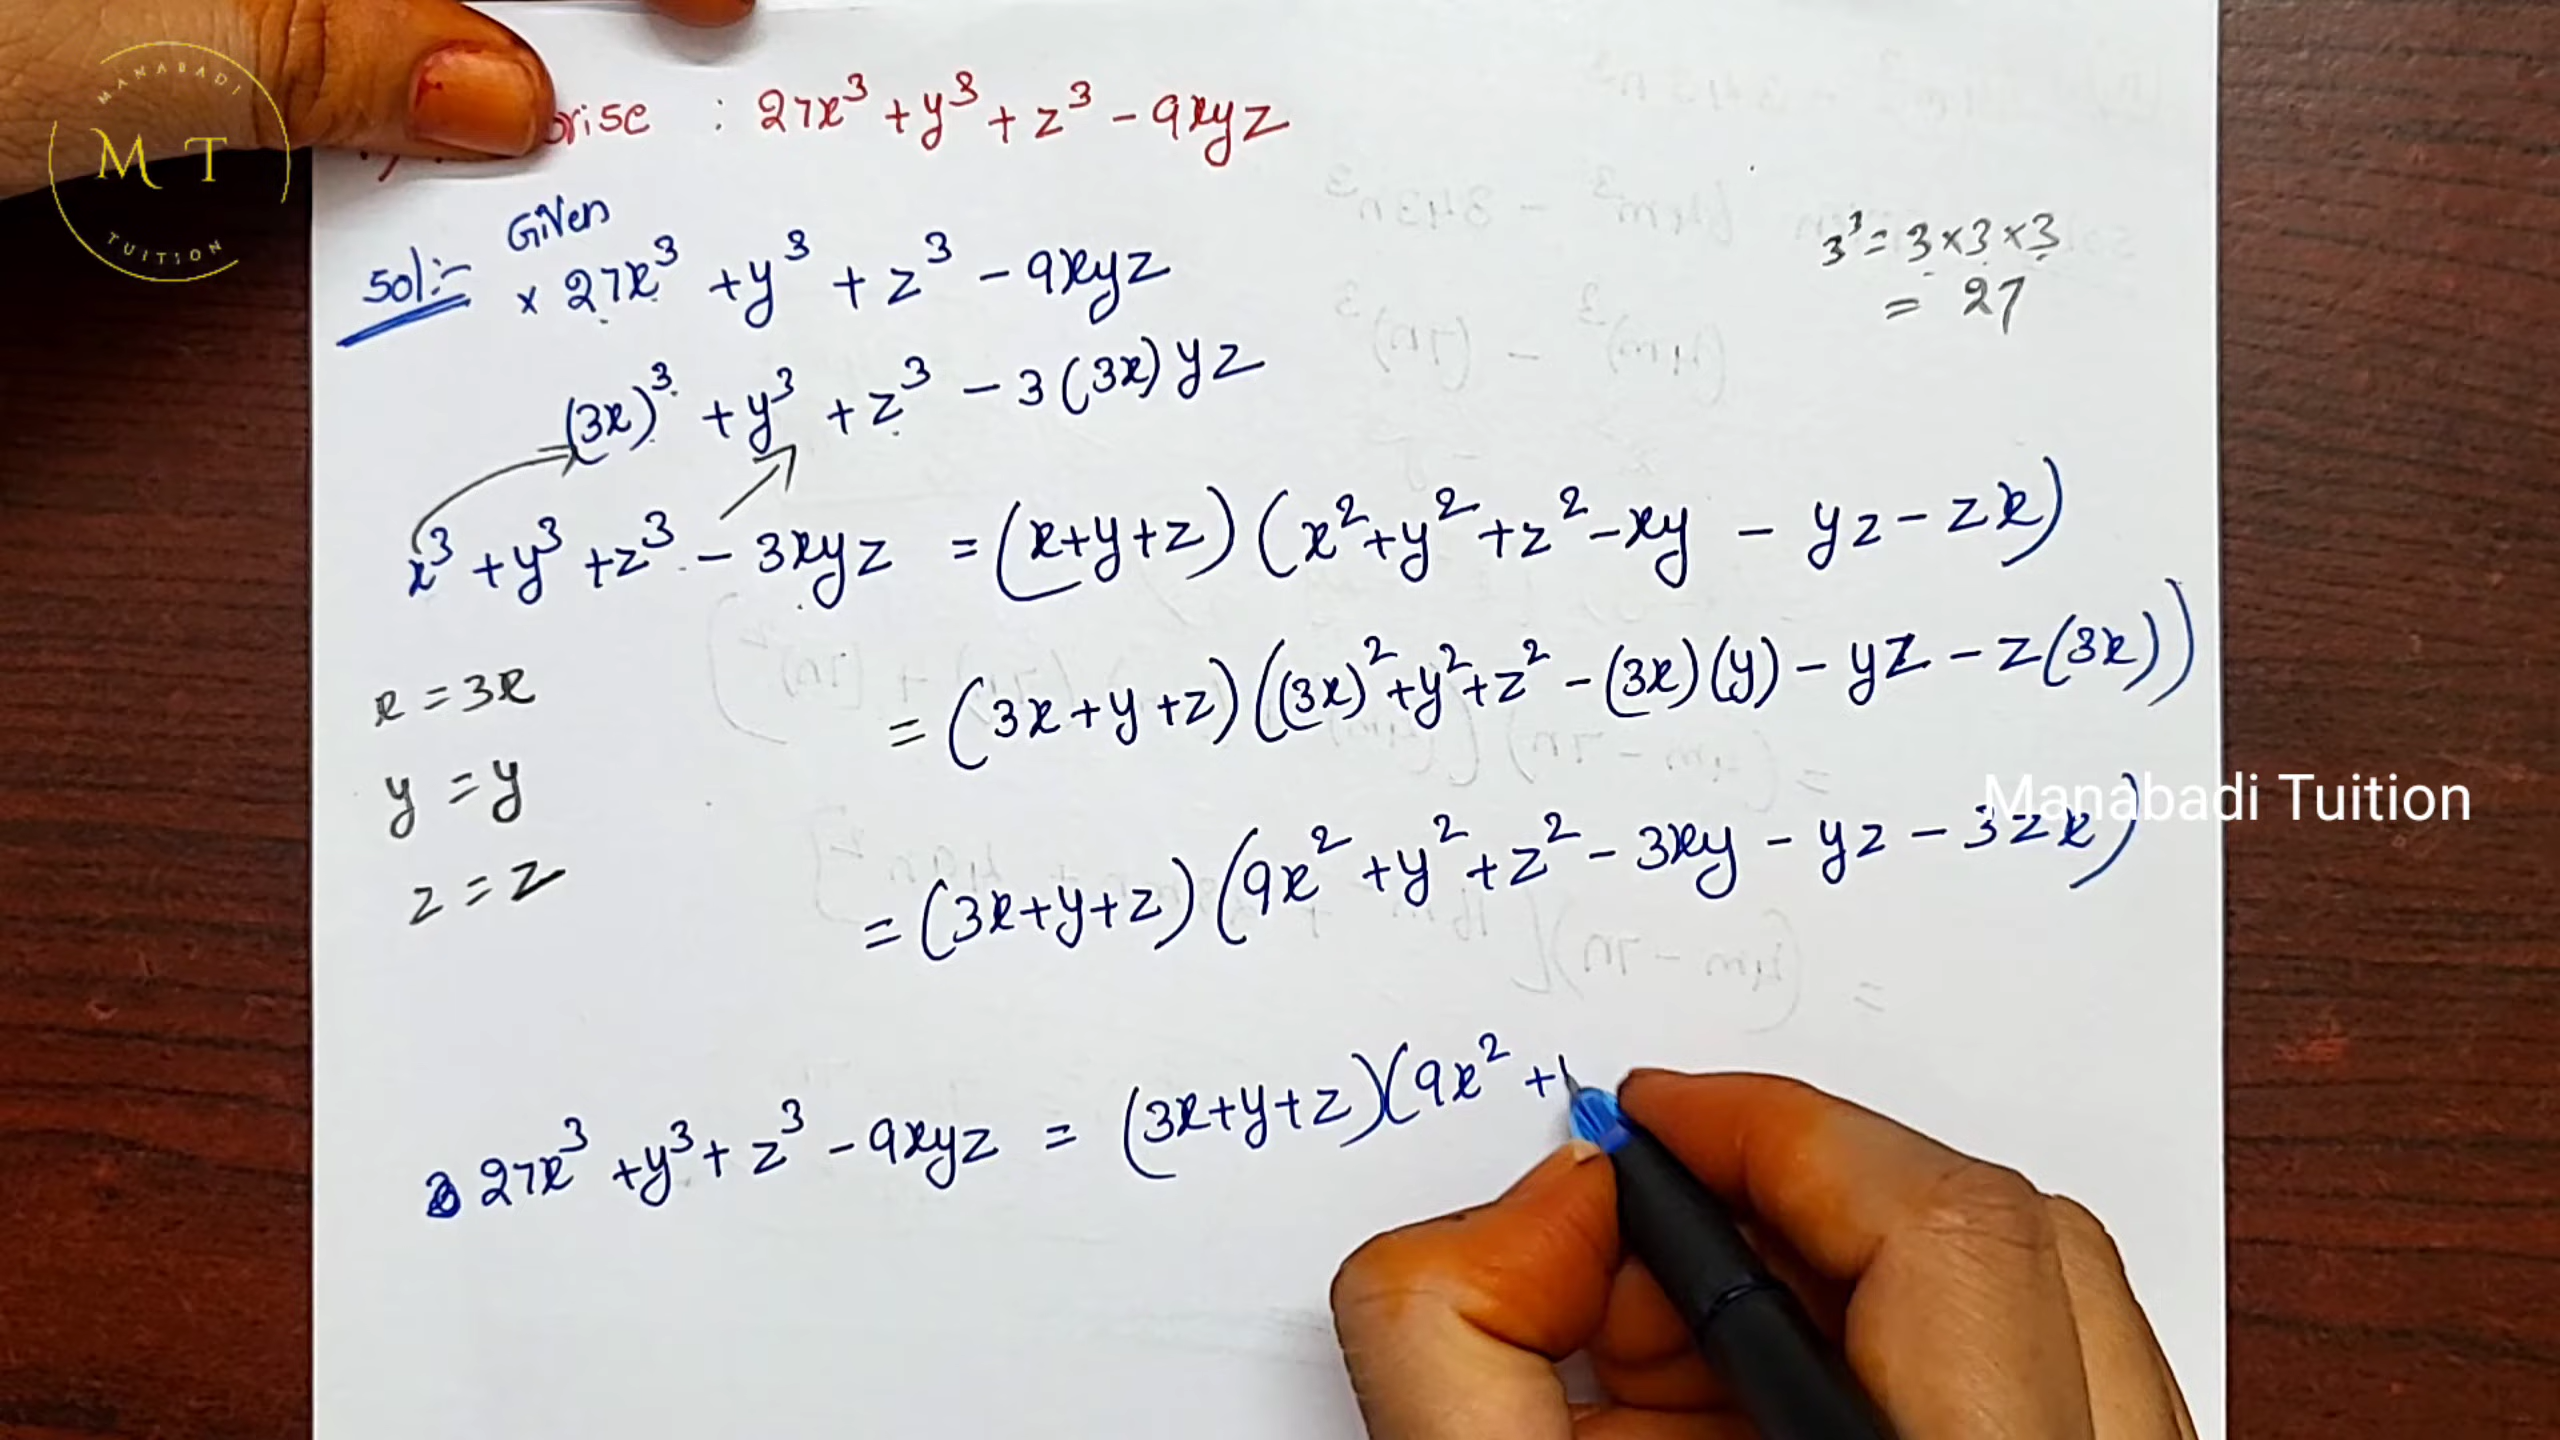 MANABADI
M T
TUITION
orise : 27x³ + y³ + z³ - 9xyz
Sol:- Given
× 27x³ + y³ + z³ - 9xyz
3³ = 3 × 3 × 3
= 27
(3x)³ + y³ + z³ - 3(3x) yz
x³ + y³ + z³ - 3xyz = (x+y+z) (x² + y² + z² - xy - yz - zx)
= (3x + y + z) ((3x)² + y² + z² - (3x)(y) - yz - z(3x))
x = 3x
y = y
z = z
Manabadi Tuition
= (3x+y+z) (9x² + y² + z² - 3xy - yz - 3zx)
27x³ + y³ + z³ - 9xyz = (3x+y+z)(9x² +